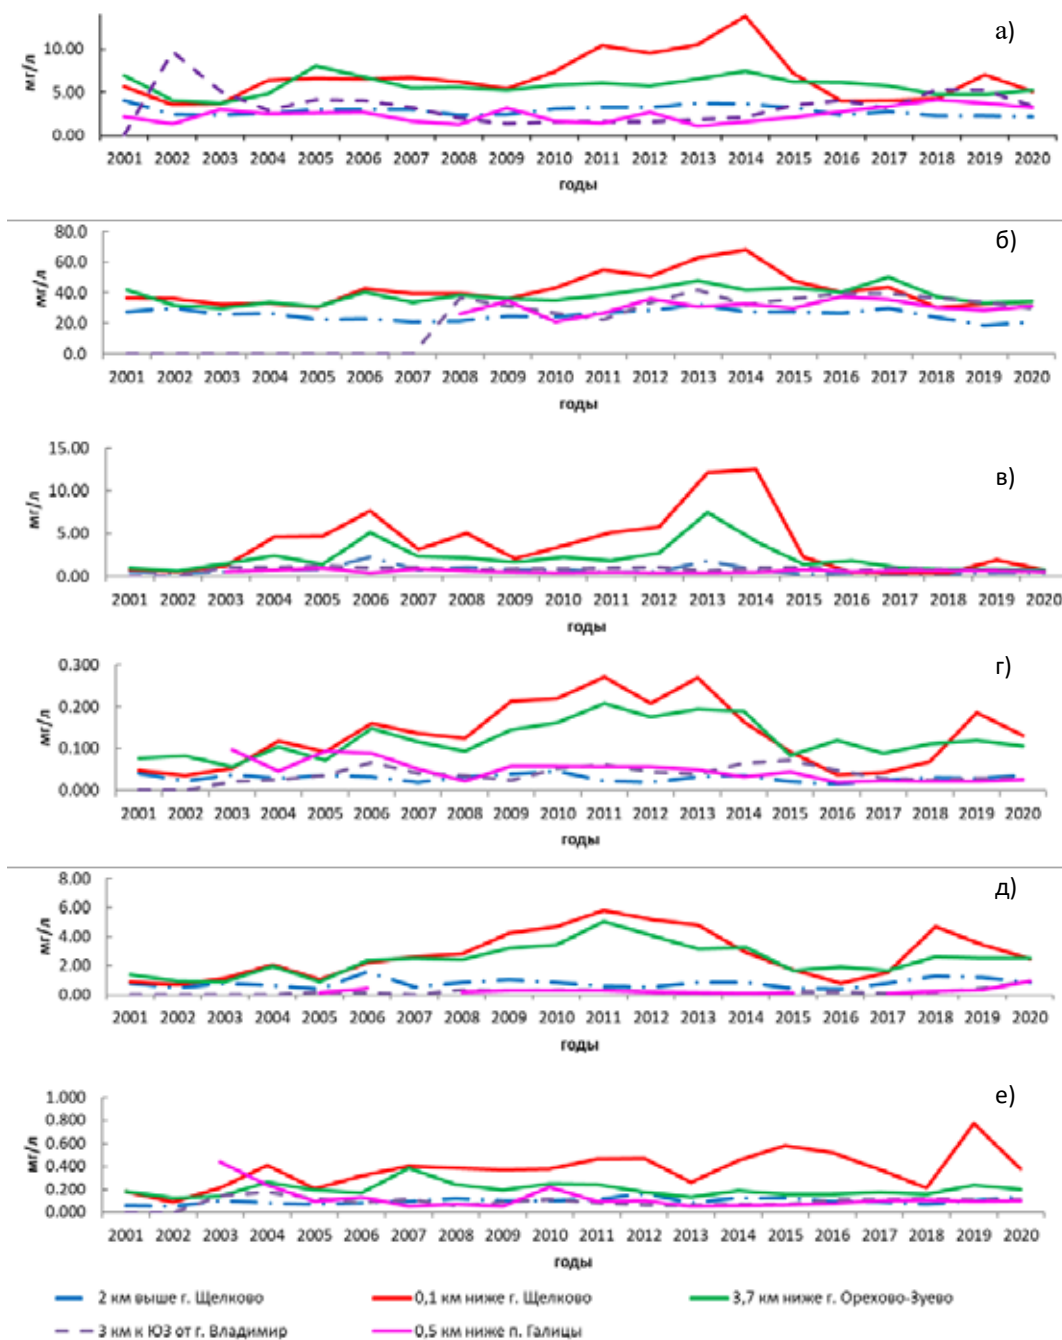 а)
мг/л
10.00
5.00
0.00
2001 2002 2003 2004 2005 2006 2007 2008 2009 2010 2011 2012 2013 2014 2015 2016 2017 2018 2019 2020
годы
б)
мг/л
80.0
60.0
40.0
20.0
0.0
2001 2002 2003 2004 2005 2006 2007 2008 2009 2010 2011 2012 2013 2014 2015 2016 2017 2018 2019 2020
годы
в)
мг/л
15.00
10.00
5.00
0.00
2001 2002 2003 2004 2005 2006 2007 2008 2009 2010 2011 2012 2013 2014 2015 2016 2017 2018 2019 2020
годы
г)
мг/л
0.300
0.200
0.100
0.000
2001 2002 2003 2004 2005 2006 2007 2008 2009 2010 2011 2012 2013 2014 2015 2016 2017 2018 2019 2020
годы
д)
мг/л
8.00
6.00
4.00
2.00
0.00
2001 2002 2003 2004 2005 2006 2007 2008 2009 2010 2011 2012 2013 2014 2015 2016 2017 2018 2019 2020
годы
е)
мг/л
1.000
0.800
0.600
0.400
0.200
0.000
2001 2002 2003 2004 2005 2006 2007 2008 2009 2010 2011 2012 2013 2014 2015 2016 2017 2018 2019 2020
годы
2 км выше г. Щелково
0,1 км ниже г. Щелково
3,7 км ниже г. Орехово-Зуево
3 км к ЮЗ от г. Владимир
0,5 км ниже п. Галицы